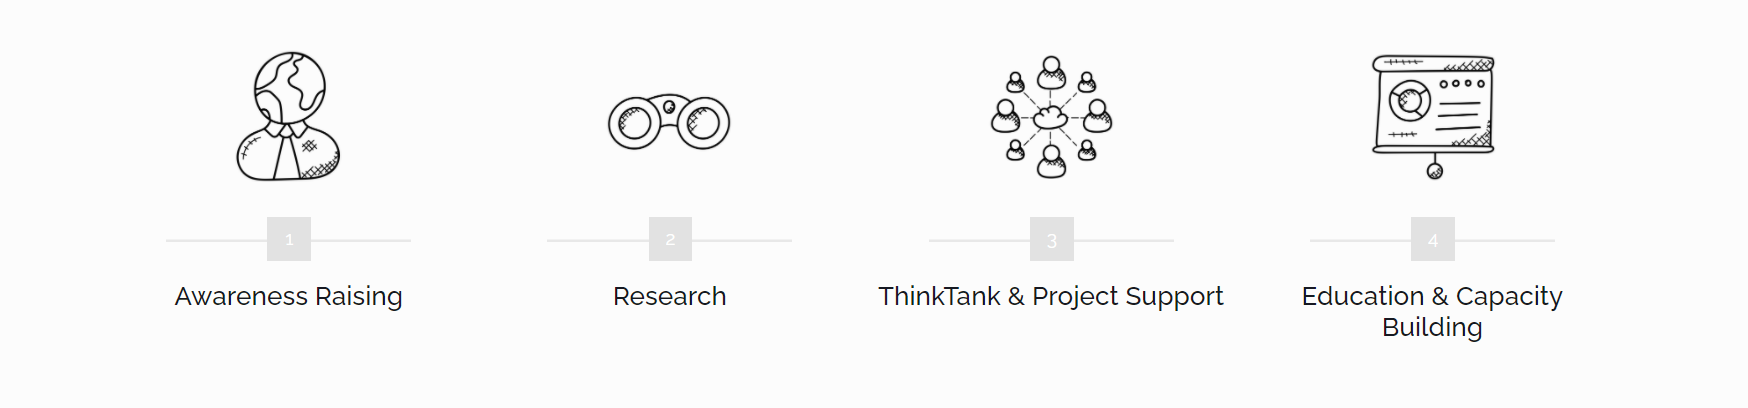 1
2
3
4
Awareness Raising
Research
ThinkTank & Project Support
Education & Capacity
Building